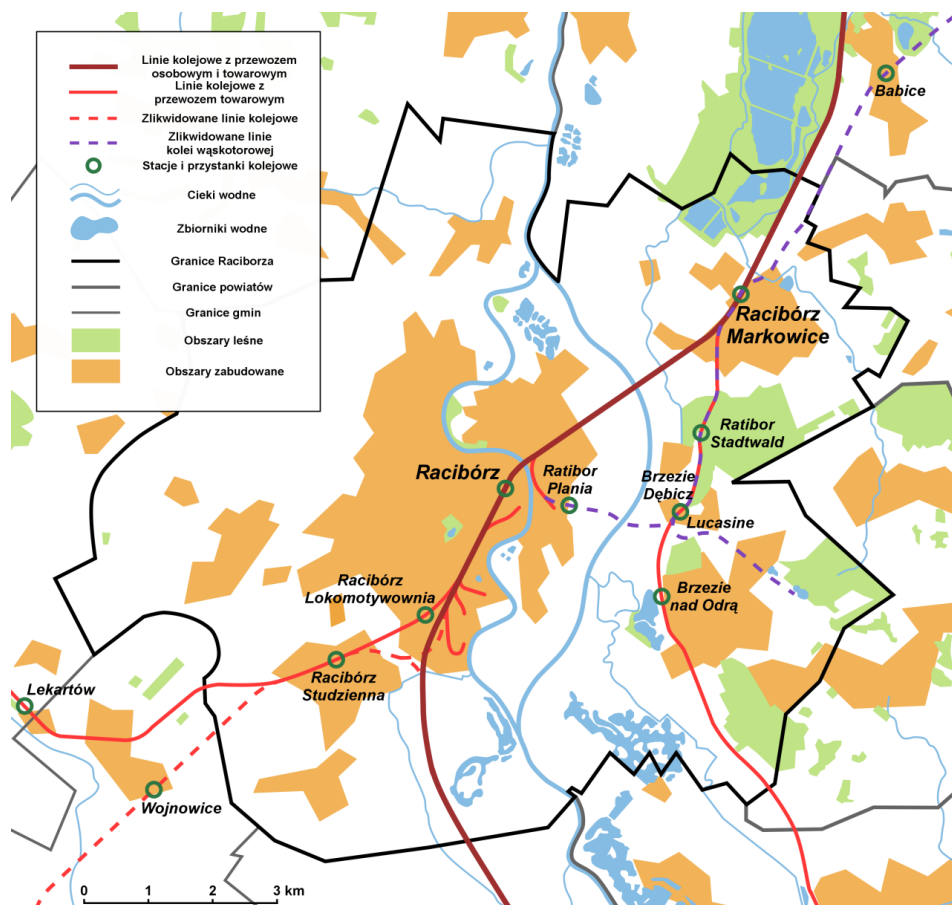 Linie kolejowe z przewozem
osobowym i towarowym
Linie kolejowe z
przewozem towarowym
Zlikwidowane linie kolejowe
Zlikwidowane linie
kolei wąskotorowej
Stacje i przystanki kolejowe
Cieki wodne
Zbiorniki wodne
Granice Raciborza
Granice powiatów
Granice gmin
Obszary leśne
Obszary zabudowane
Babice
Racibórz
Markowice
Ratibor
Stadtwald
Racibórz
Ratibor
Plania
Brzezie
Dębicz
Lucasine
Racibórz
Lokomotywownia
Brzezie
nad Odrą
Racibórz
Studzienna
Lekartów
Wojnowice
0 1 2 3 km